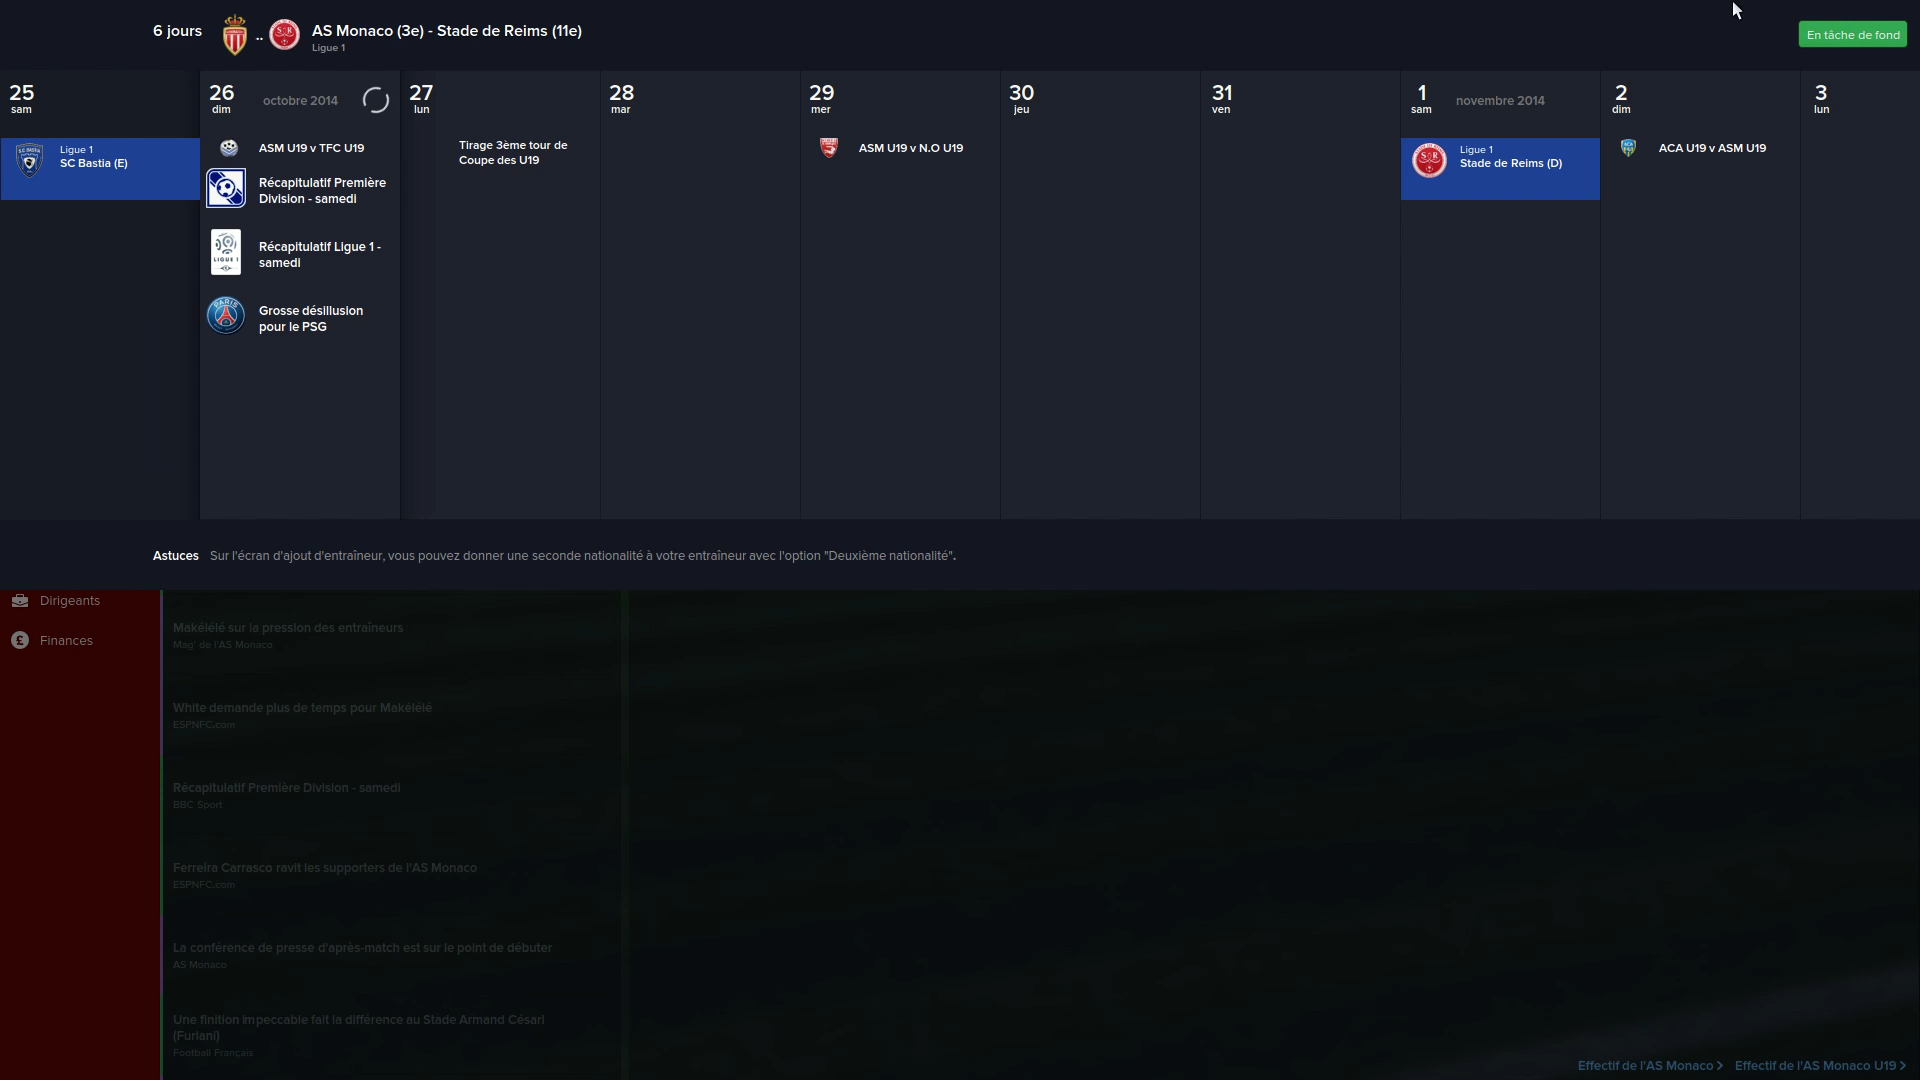 6 jours
..
AS Monaco (3e) - Stade de Reims (11e)
Ligue 1
En tâche de fond
25
sam
26
dim
octobre 2014
27
lun
28
mar
29
mer
30
jeu
31
ven
1
sam
novembre 2014
2
dim
3
lun
Ligue 1
SC Bastia (E)
ASM U19 v TFC U19
Récapitulatif Première
Division - samedi
LIGUE 1
Récapitulatif Ligue 1 -
samedi
PARIS
Grosse désillusion
pour le PSG
Tirage 3ème tour de
Coupe des U19
ASM U19 v N.O U19
Ligue 1
Stade de Reims (D)
ACA U19 v ASM U19
Astuces Sur l'écran d'ajout d'entraîneur, vous pouvez donner une seconde nationalité à votre entraîneur avec l'option "Deuxième nationalité".
Dirigeants
Finances
Makélélé sur la pression des entraîneurs
Mag' de l'AS Monaco
White demande plus de temps pour Makélélé
ESPNFC.com
Récapitulatif Première Division - samedi
BBC Sport
Ferreira Carrasco ravit les supporters de l'AS Monaco
ESPNFC.com
La conférence de presse d'après-match est sur le point de débuter
AS Monaco
Une finition impeccable fait la différence au Stade Armand Césari
(Furiani)
Football Français
Effectif de l'AS Monaco >
Effectif de l'AS Monaco U19 >